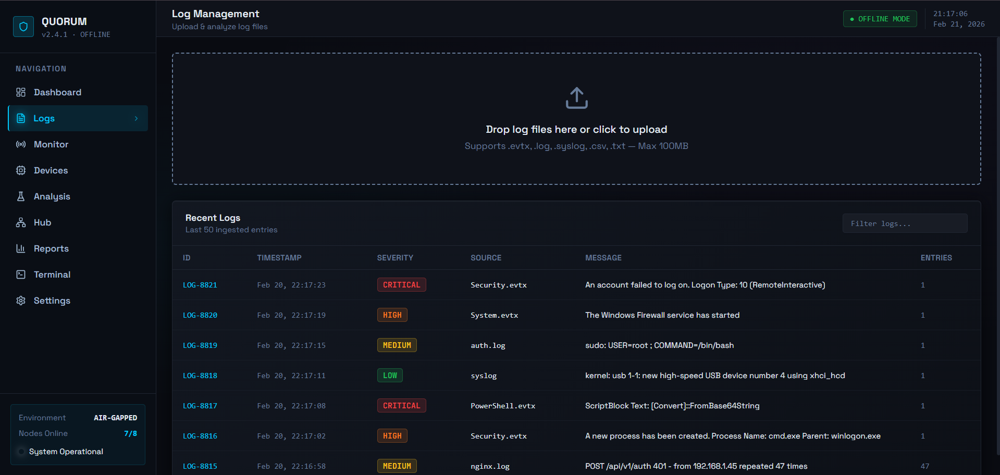 QUORUM
v2.4.1 · OFFLINE
NAVIGATION
Dashboard
Logs
Monitor
Devices
Analysis
Hub
Reports
Terminal
Settings
Environment AIR-GAPPED
Nodes Online 7/8
System Operational
Log Management
Upload & analyze log files
OFFLINE MODE
21:17:06
Feb 21, 2026
Drop log files here or click to upload
Supports .evtx, .log, .syslog, .csv, .txt — Max 100MB
Recent Logs
Last 50 ingested entries
Filter logs...
ID TIMESTAMP SEVERITY SOURCE MESSAGE ENTRIES
LOG-8821 Feb 20, 22:17:23 CRITICAL Security.evtx An account failed to log on. Logon Type: 10 (RemoteInteractive) 1
LOG-8820 Feb 20, 22:17:19 HIGH System.evtx The Windows Firewall service has started 1
LOG-8819 Feb 20, 22:17:15 MEDIUM auth.log sudo: USER=root ; COMMAND=/bin/bash 1
LOG-8818 Feb 20, 22:17:11 LOW syslog kernel: usb 1-1: new high-speed USB device number 4 using xhci_hcd 1
LOG-8817 Feb 20, 22:17:08 CRITICAL PowerShell.evtx ScriptBlock Text: [Convert]::FromBase64String 1
LOG-8816 Feb 20, 22:17:02 HIGH Security.evtx A new process has been created. Process Name: cmd.exe Parent: winlogon.exe 1
LOG-8815 Feb 20, 22:16:58 MEDIUM nginx.log POST /api/v1/auth 401 - from 192.168.1.45 repeated 47 times 47